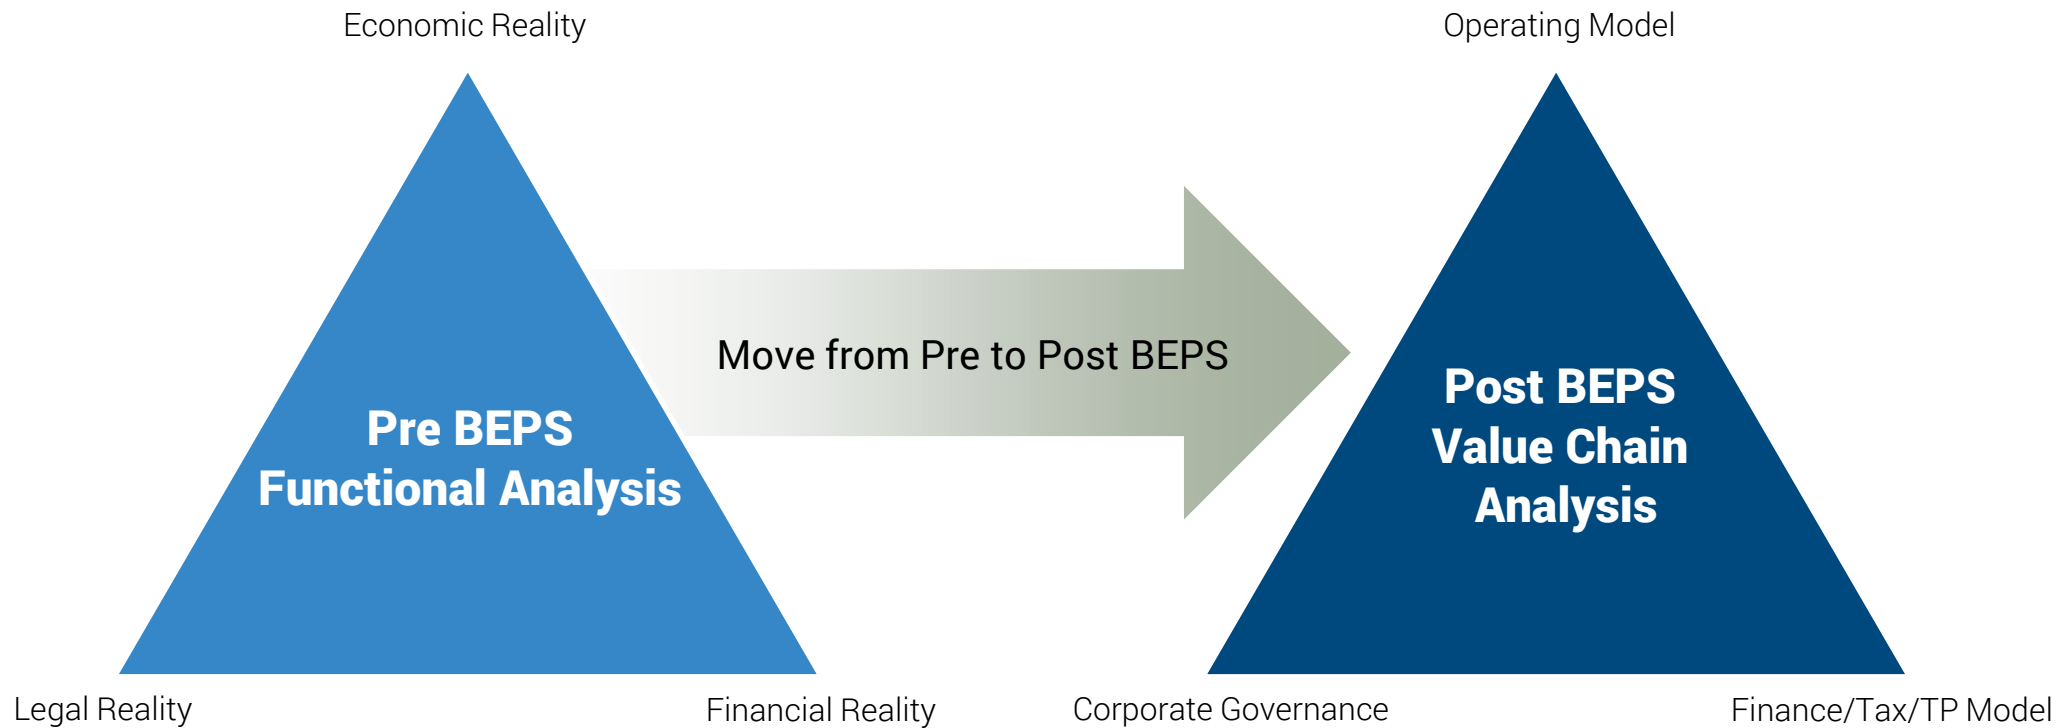 Economic Reality
Operating Model
Move from Pre to Post BEPS
Pre BEPS
Functional Analysis
Post BEPS
Value Chain
Analysis
Legal Reality
Financial Reality
Corporate Governance
Finance/Tax/TP Model